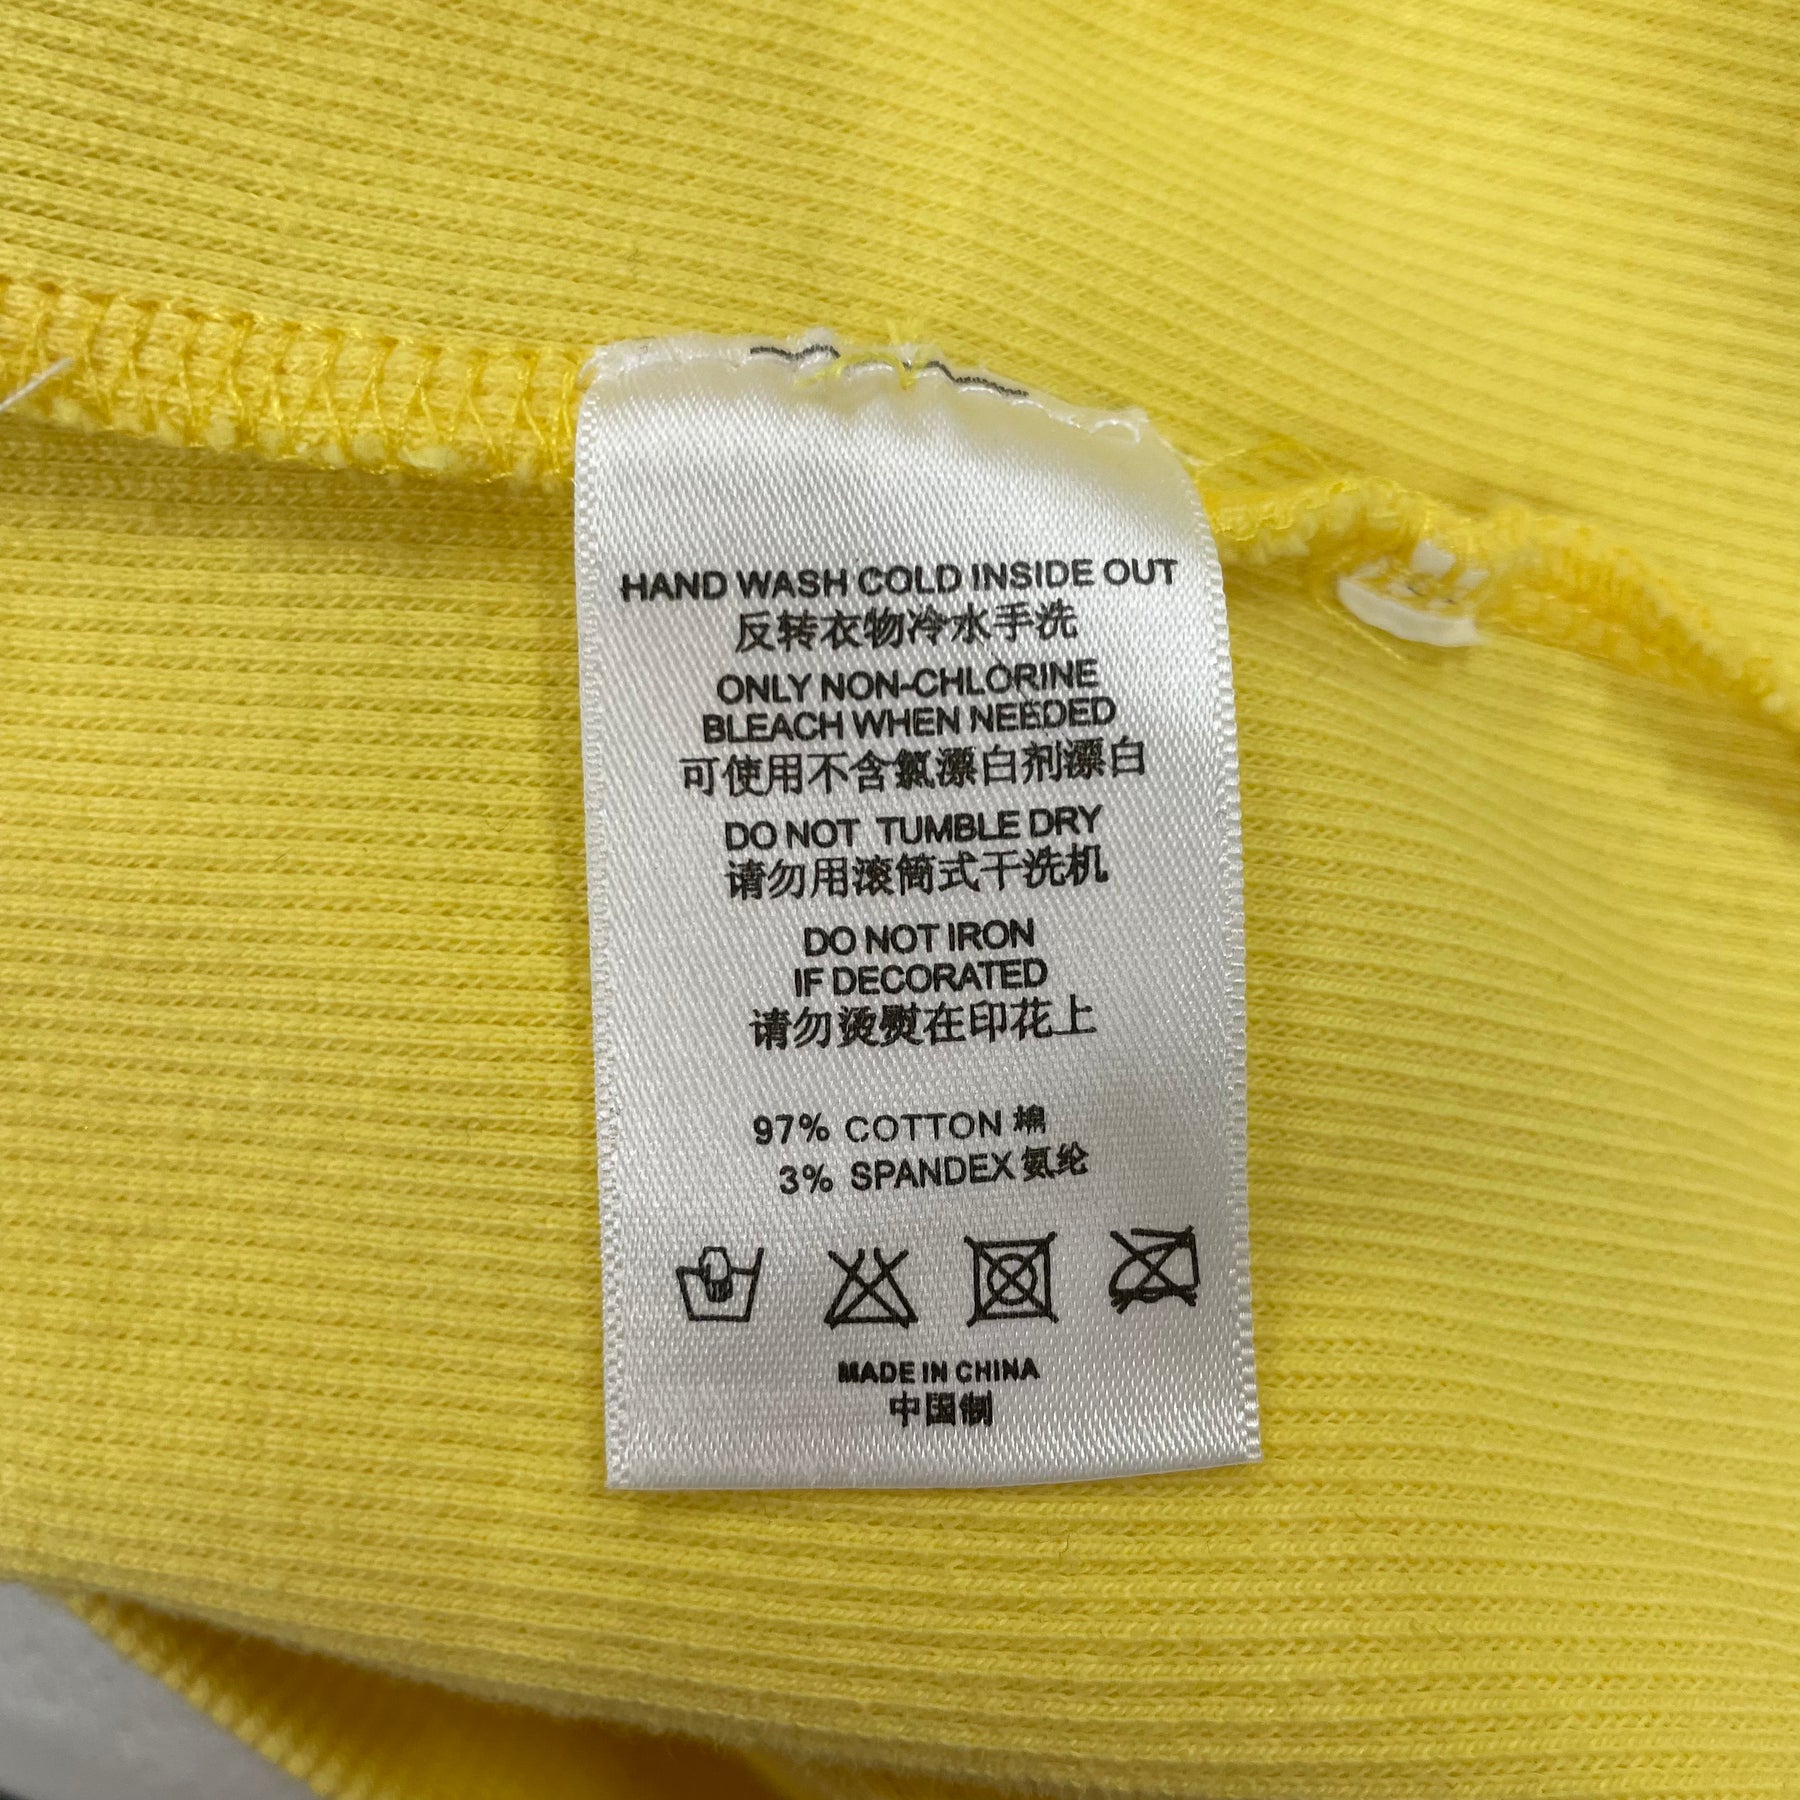 HAND WASH COLD INSIDE OUT
反转衣物冷水手洗
ONLY NON-CHLORINE
BLEACH WHEN NEEDED
可使用不含氯漂白剂漂白
DO NOT TUMBLE DRY
请勿用滚筒式干洗机
DO NOT IRON
IF DECORATED
请勿烫熨在印花上
97% COTTON 棉
3% SPANDEX 氨纶
MADE IN CHINA
中国制